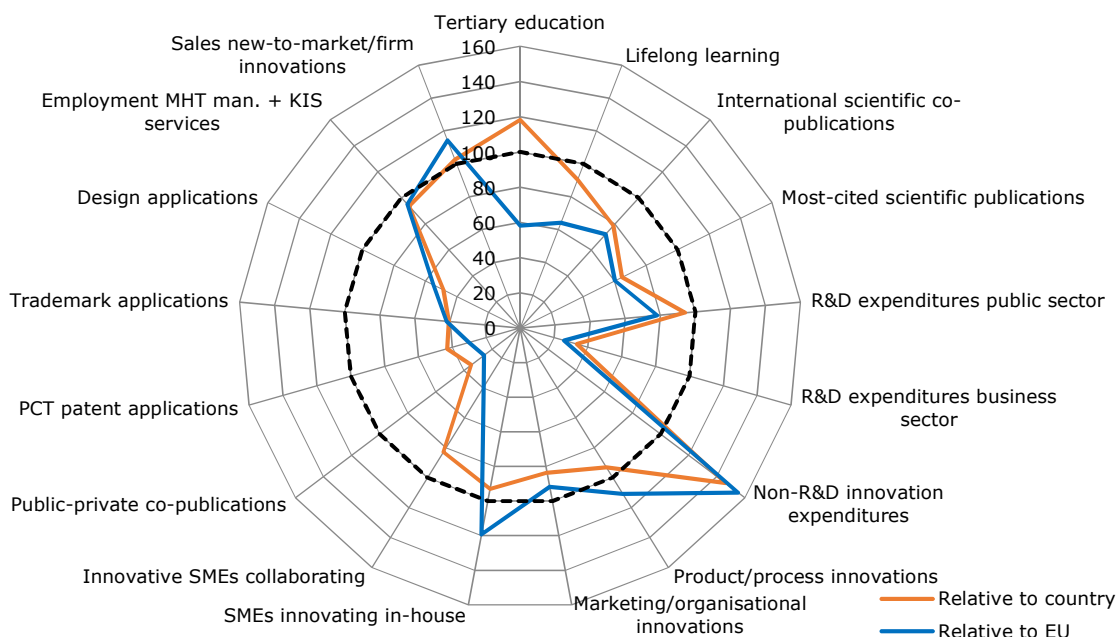 Tertiary education
Lifelong learning
International scientific co-
publications
Most-cited scientific publications
R&D expenditures public sector
R&D expenditures business
sector
Non-R&D innovation
expenditures
Product/process innovations
Marketing/organisational
innovations
SMEs innovating in-house
Innovative SMEs collaborating
Public-private co-publications
PCT patent applications
Trademark applications
Design applications
Employment MHT man. + KIS
services
Sales new-to-market/firm
innovations
160
140
120
100
80
60
40
20
0
Relative to country
Relative to EU